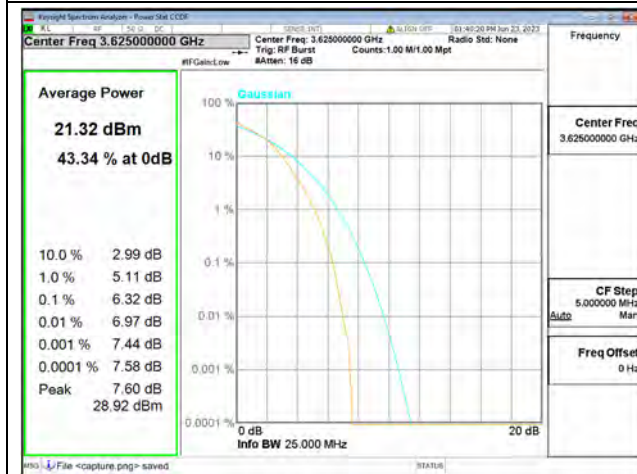 Keysight Spectrum Analyzer - Power Stat CCDF
RL RF 50 Ω DC SENSE:INT ALIGN OFF 01:40:20 PM Jun 23, 2023
Center Freq 3.625000000 GHz
Center Freq: 3.625000000 GHz Radio Std: None
Trig: RF Burst Counts:1.00 M/1.00 Mpt
#IFGain:Low #Atten: 16 dB
Frequency
Average Power
21.32 dBm
43.34 % at 0dB
10.0 % 2.99 dB
1.0 % 5.11 dB
0.1 % 6.32 dB
0.01 % 6.97 dB
0.001 % 7.44 dB
0.0001 % 7.58 dB
Peak 7.60 dB
28.92 dBm
Gaussian
100 %
10 %
1 %
0.1 %
0.01 %
0.001 %
0.0001 %
0 dB 20 dB
Info BW 25.000 MHz
Center Freq
3.625000000 GHz
CF Step
5.000000 MHz
Auto Man
Freq Offset
0 Hz
MSG File <capture.png> saved STATUS